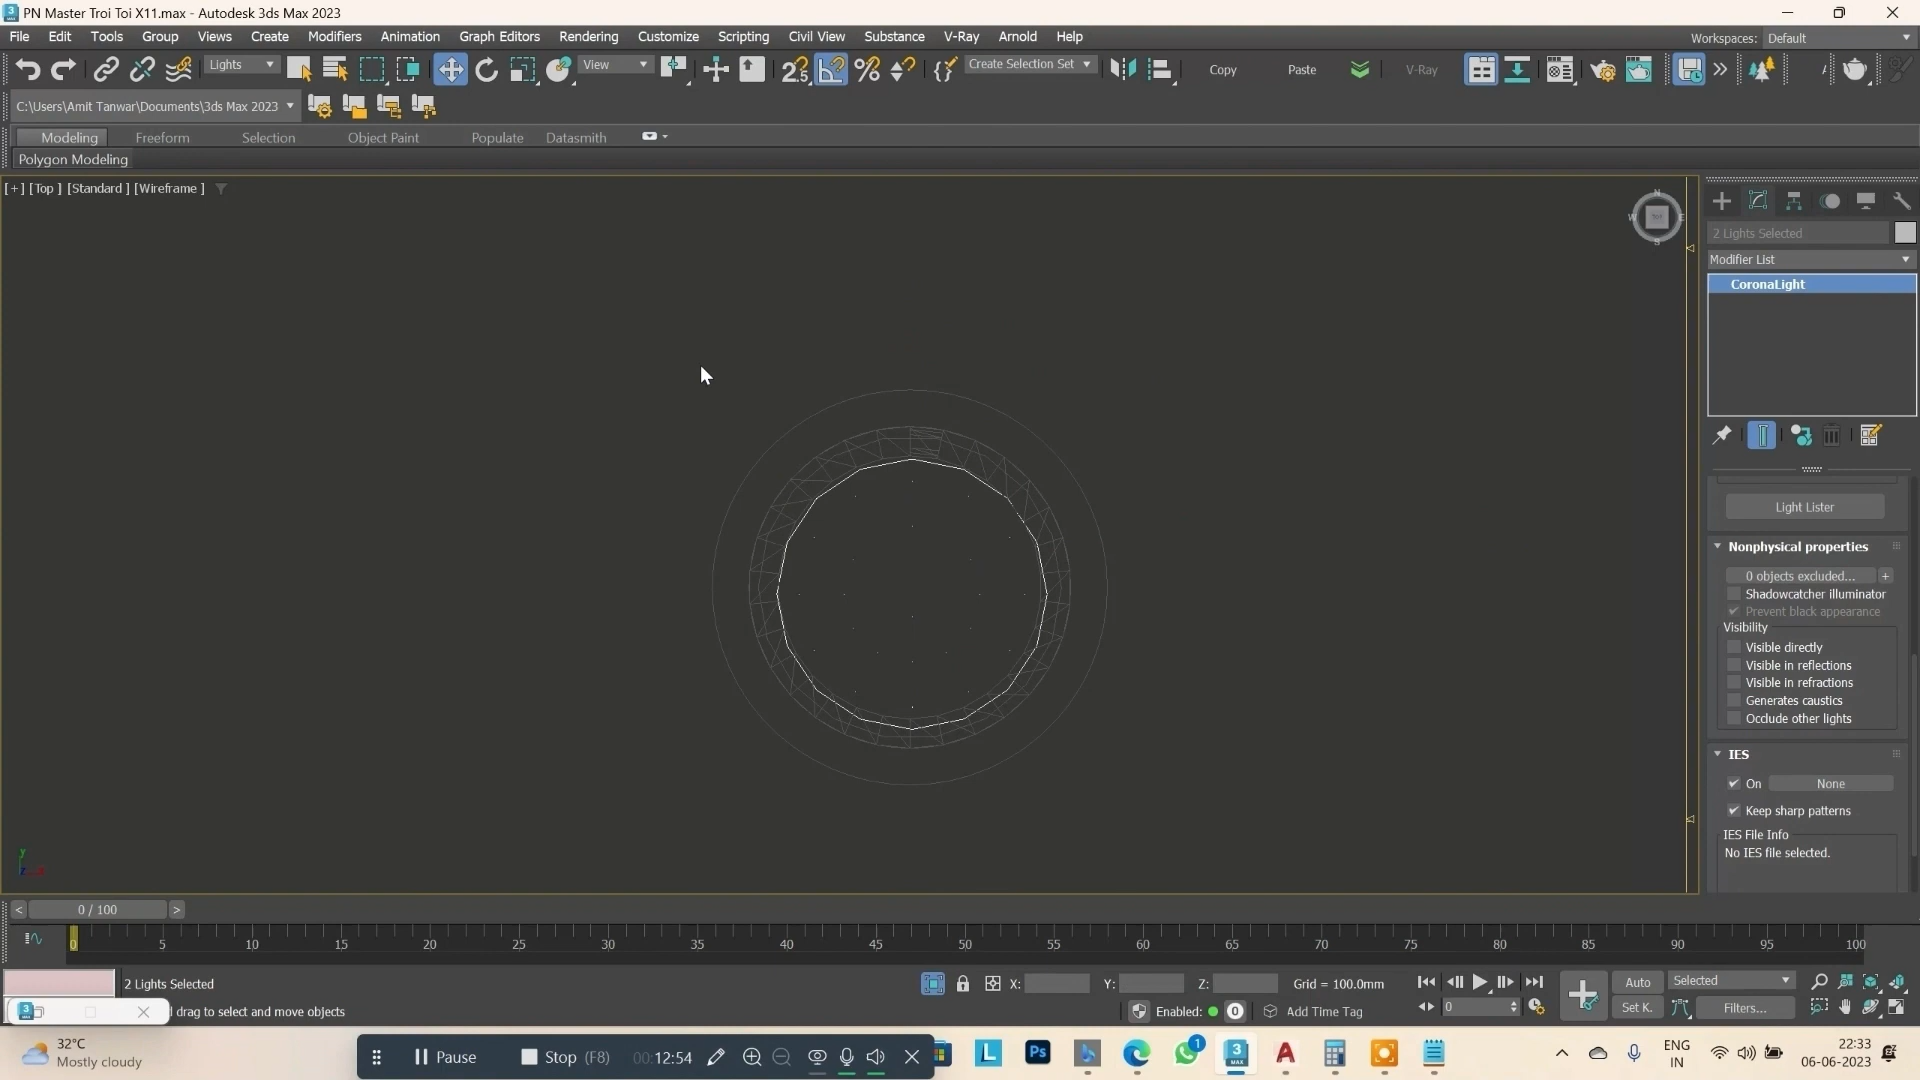 PN Master Troi Toi X11.max - Autodesk 3ds Max 2023
File Edit Tools Group Views Create Modifiers Animation Graph Editors Rendering Customize Scripting Civil View Substance V-Ray Arnold Help
Workspaces: Default
Lights
View
Create Selection Set
Copy
Paste
V-Ray
C:\Users\Amit Tanwar\Documents\3ds Max 2023
Modeling Freeform Selection Object Paint Populate Datasmith
Polygon Modeling
[+] [Top ] [Standard ] [Wireframe ]
N
W
E
S
2 Lights Selected
Modifier List
CoronaLight
Light Lister
Nonphysical properties
0 objects excluded... +
Shadowcatcher illuminator
Prevent black appearance
Visibility
Visible directly
Visible in reflections
Visible in refractions
Generates caustics
Occlude other lights
IES
On None
Keep sharp patterns
IES File Info
No IES file selected.
y
z
x
< 0 / 100 >
0 5 10 15 20 25 30 35 40 45 50 55 60 65 70 75 80 85 90 95 100
2 Lights Selected
X: Y: Z: Grid = 100.0mm
Auto Selected
drag to select and move objects
Enabled: 0 Add Time Tag
0
Set K. Filters...
32°C
Mostly cloudy
Pause Stop (F8) 00:12:54
L
Ps
1
3
MAX
A
ENG
IN
22:33
06-06-2023